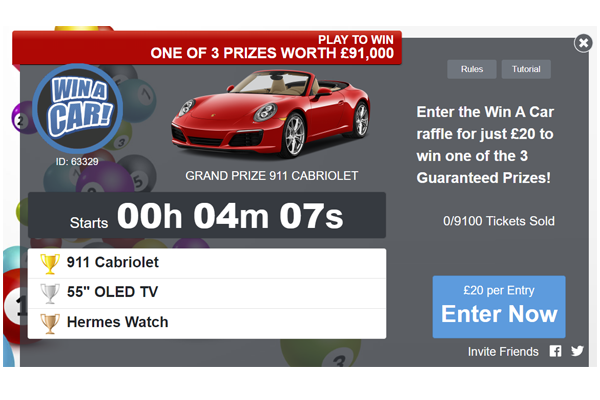 PLAY TO WIN
ONE OF 3 PRIZES WORTH £91,000
WIN A
CAR!
ID: 63329
GRAND PRIZE 911 CABRIOLET
Starts 00h 04m 07s
911 Cabriolet
55" OLED TV
Hermes Watch
Rules
Tutorial
Enter the Win A Car
raffle for just £20 to
win one of the 3
Guaranteed Prizes!
0/9100 Tickets Sold
£20 per Entry
Enter Now
Invite Friends